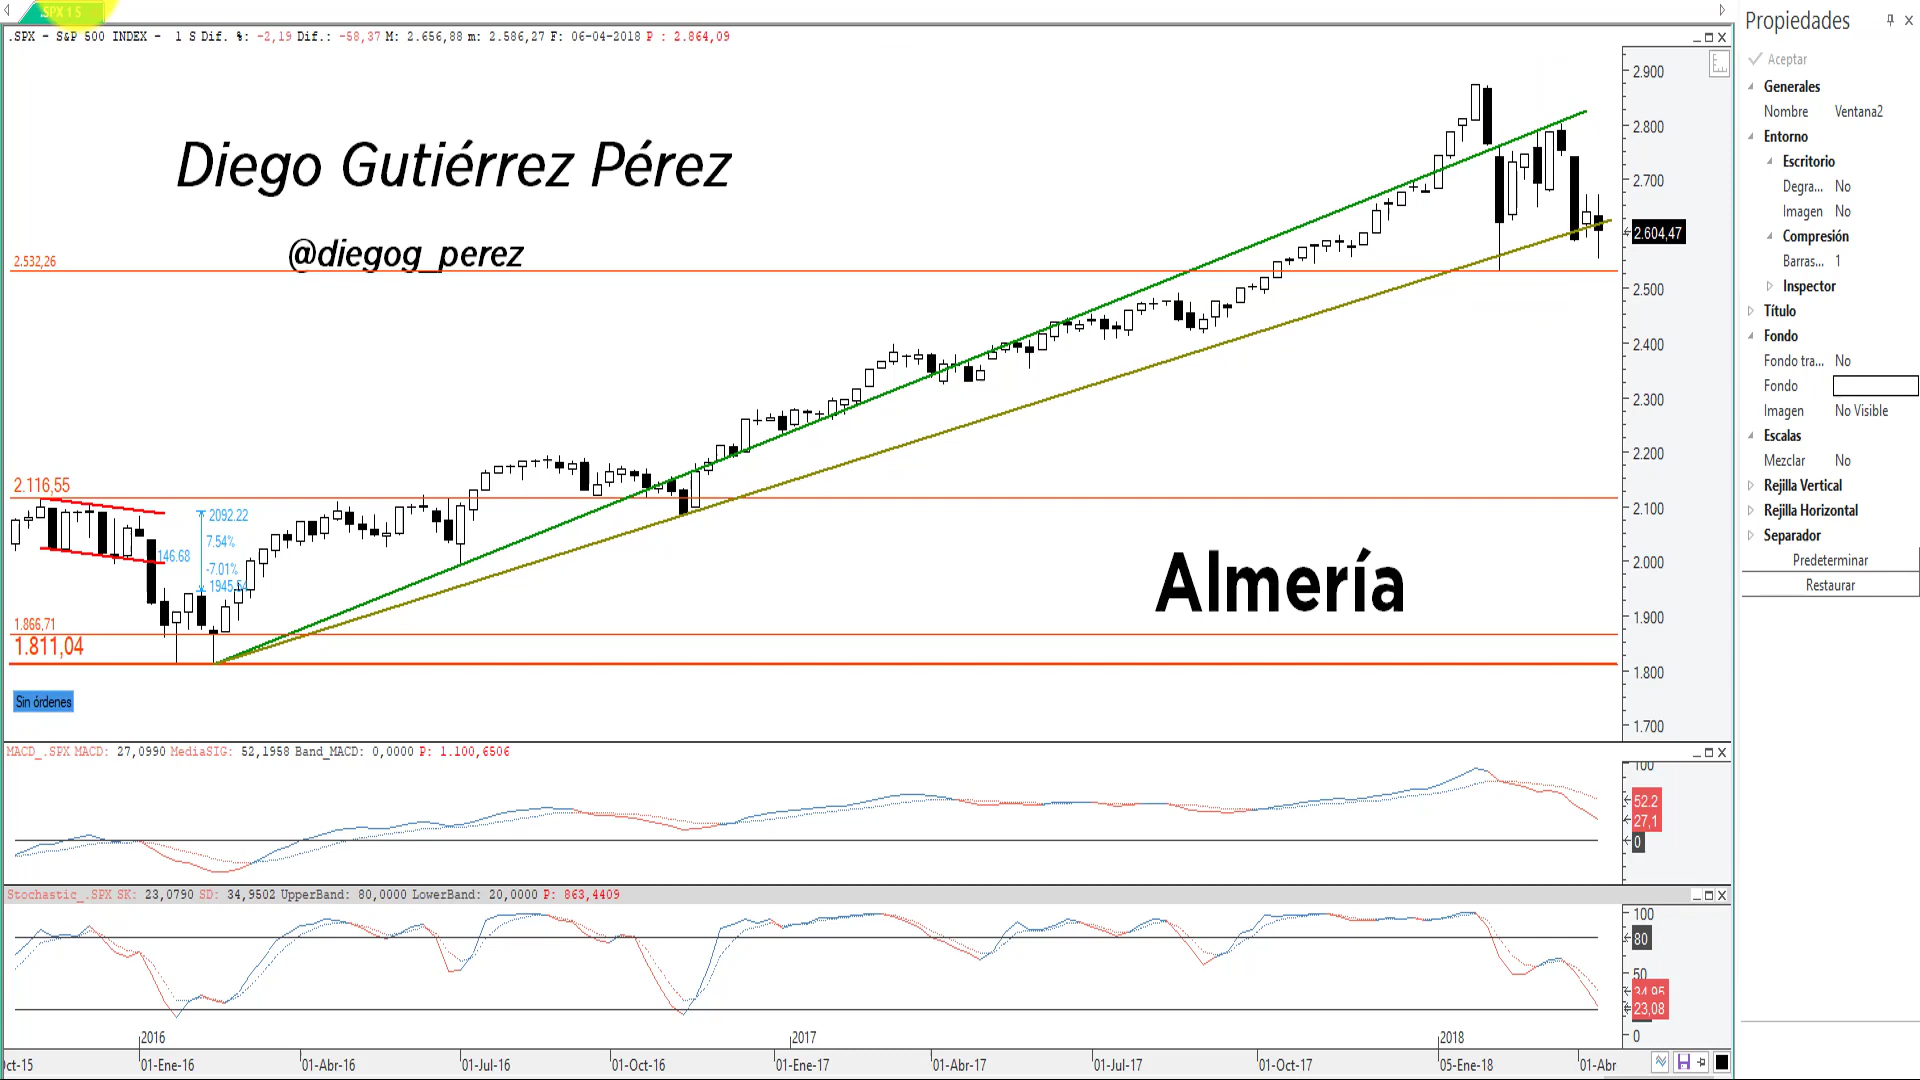 .SPX 1 S
.SPX - S&P 500 INDEX - 1 S Dif. %: -2,19 Dif.: -58,37 M: 2.656,88 m: 2.586,27 F: 06-04-2018 P : 2.864,09
Diego Gutiérrez Pérez
@diegog_perez
2.532,26
2.116,55
2092.22
7.54%
146.68
-7.01%
1.866,71
1.811,04
Almería
Sin órdenes
2.900
2.800
2.700
2.604,47
2.500
2.400
2.300
2.200
2.100
2.000
1.900
1.800
1.700
MACD_.SPX MACD: 27,0990 MediaSIG: 52,1958 Band_MACD: 0,0000 P: 1.100,6506
100
52.2
27,1
0
Stochastic_.SPX SK: 23,0790 SD: 34,9502 UpperBand: 80,0000 LowerBand: 20,0000 P: 863,4409
100
80
50
34,95
23,08
0
2016
2017
2018
Oct-15
01-Ene-16
01-Abr-16
01-Jul-16
01-Oct-16
01-Ene-17
01-Abr-17
01-Jul-17
01-Oct-17
05-Ene-18
01-Abr
Propiedades
Aceptar
Generales
Nombre Ventana2
Entorno
Escritorio
Degra... No
Imagen No
Compresión
Barras... 1
Inspector
Título
Fondo
Fondo tra... No
Fondo
Imagen No Visible
Escalas
Mezclar No
Rejilla Vertical
Rejilla Horizontal
Separador
Predeterminar
Restaurar